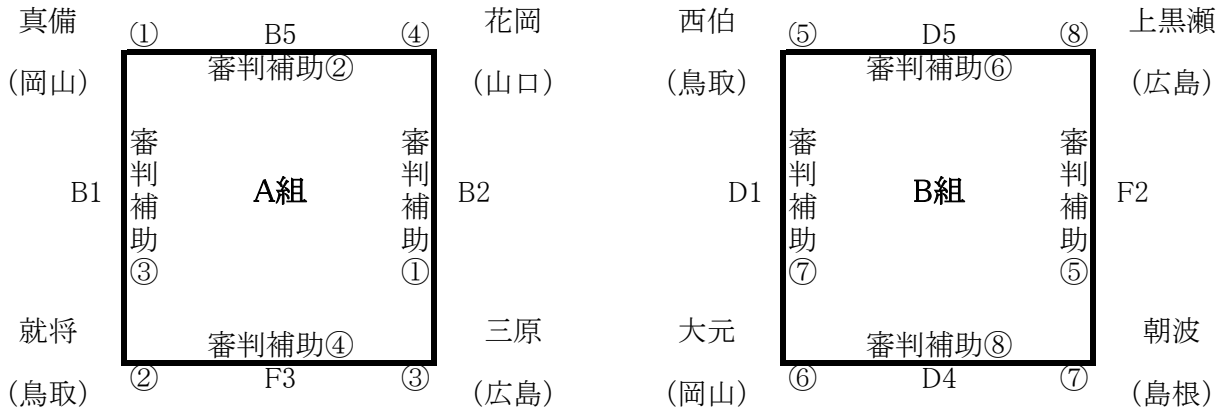 真備 ① B5 ④ 花岡 西伯 ⑤ D5 ⑧ 上黒瀬
審判補助② 審判補助⑥
(岡山) (山口) (鳥取) (広島)
審判補助③ 審判補助① 審判補助⑦ 審判補助⑤
B1 A組 B2 D1 B組 F2
就将 三原 大元 朝波
審判補助④ 審判補助⑧
② F3 ③ ⑥ D4 ⑦
(鳥取) (広島) (岡山) (島根)